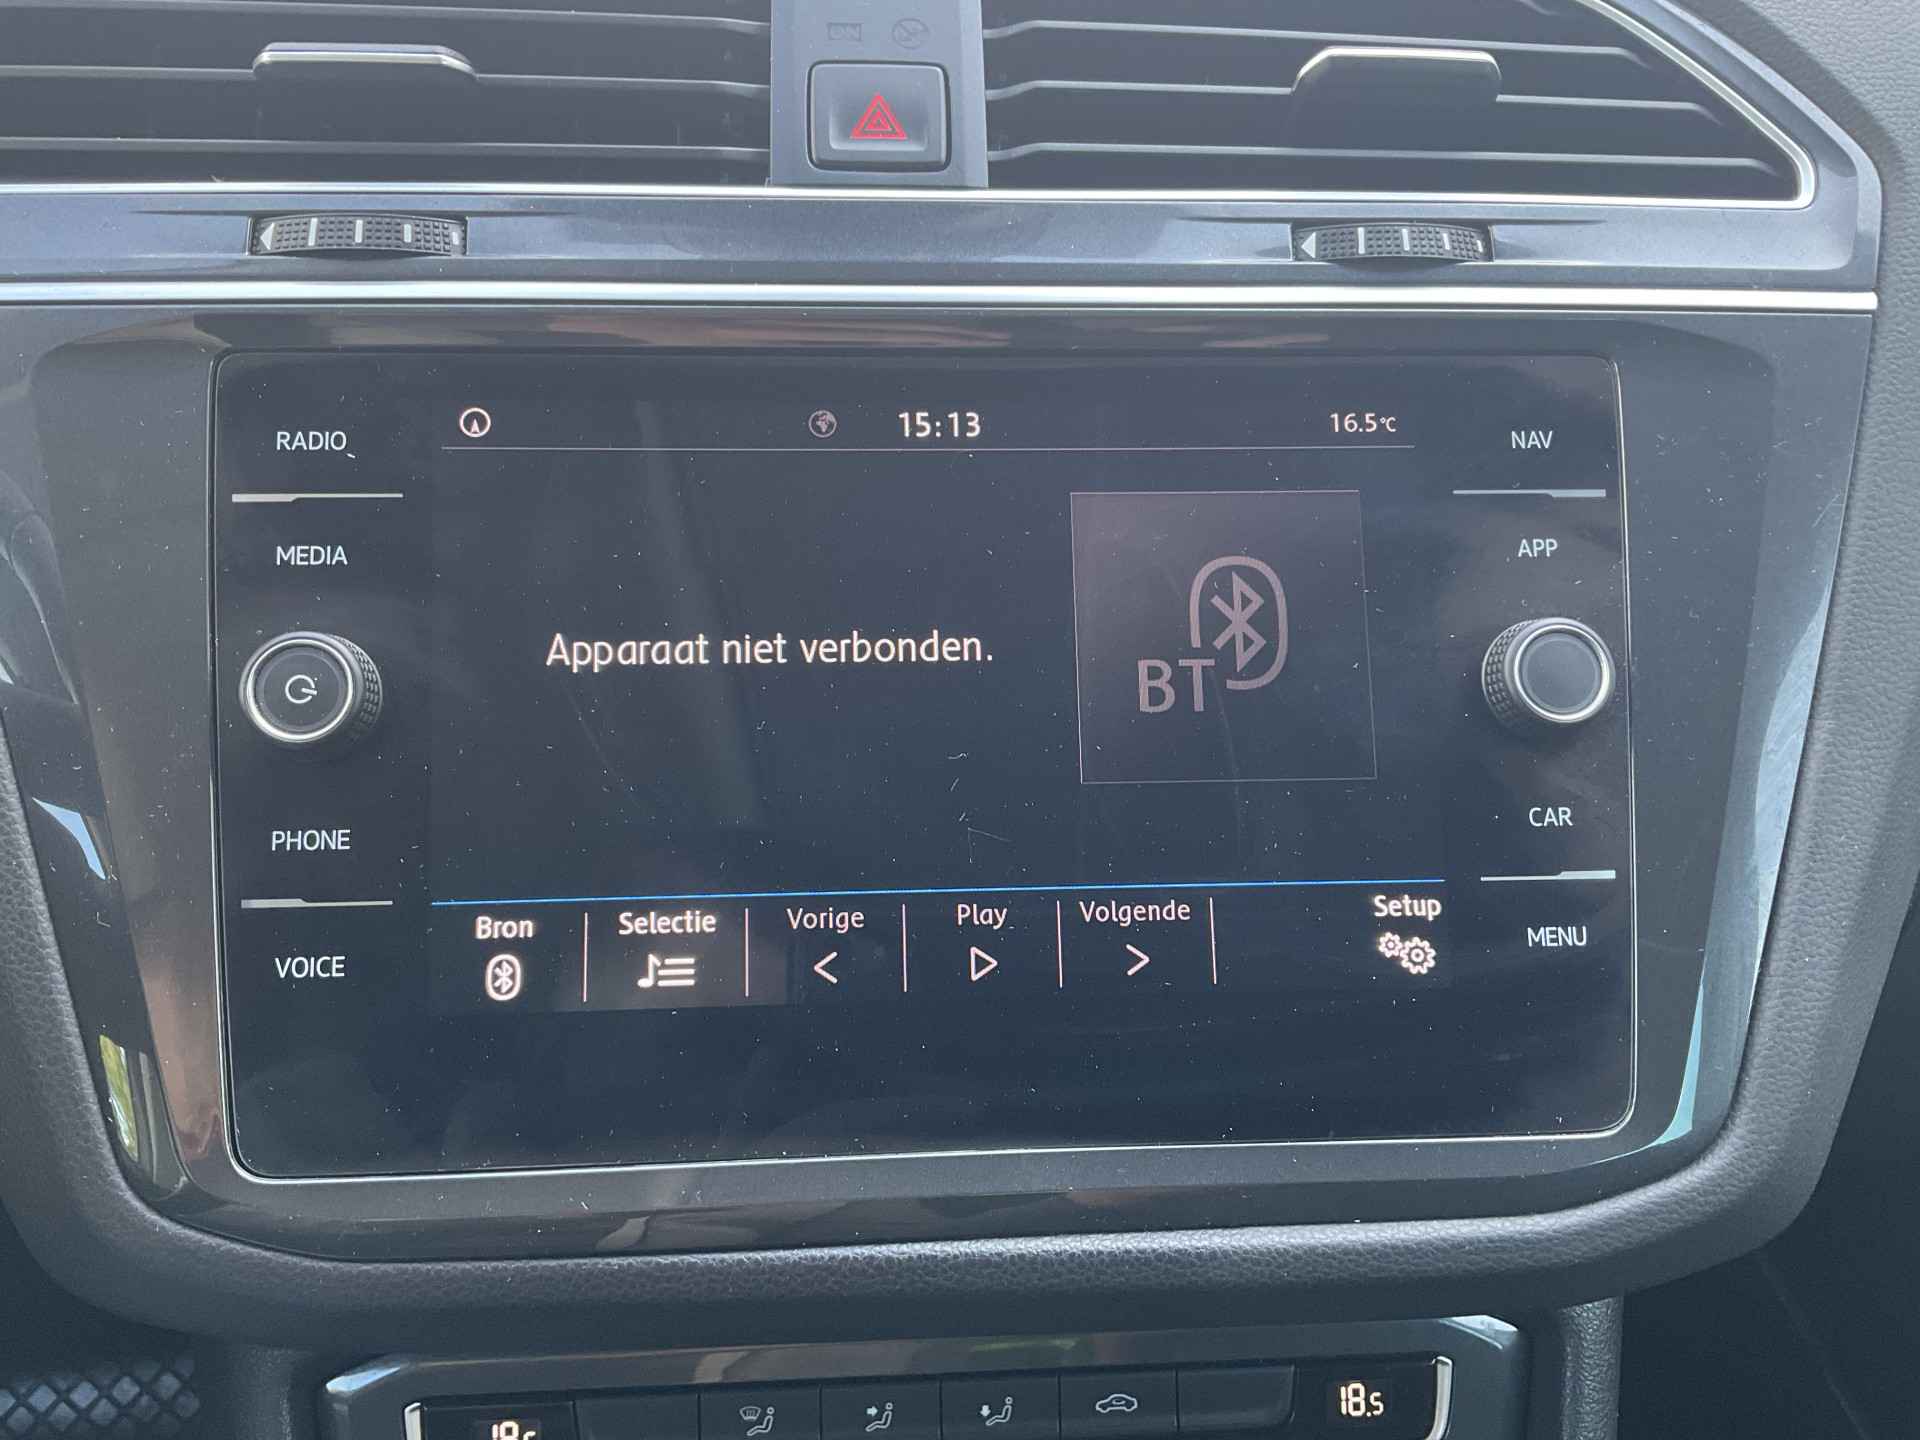 RADIO
MEDIA
PHONE
VOICE
15:13
16.5°C
Apparaat niet verbonden.
BT
Bron
Selectie
Vorige
Play
Volgende
Setup
NAV
APP
CAR
MENU
18.5